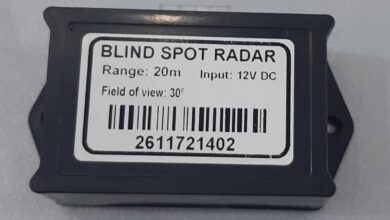 BLIND SPOT RADAR
Range: 20m Input: 12V DC
Field of view: 30°
2611721402